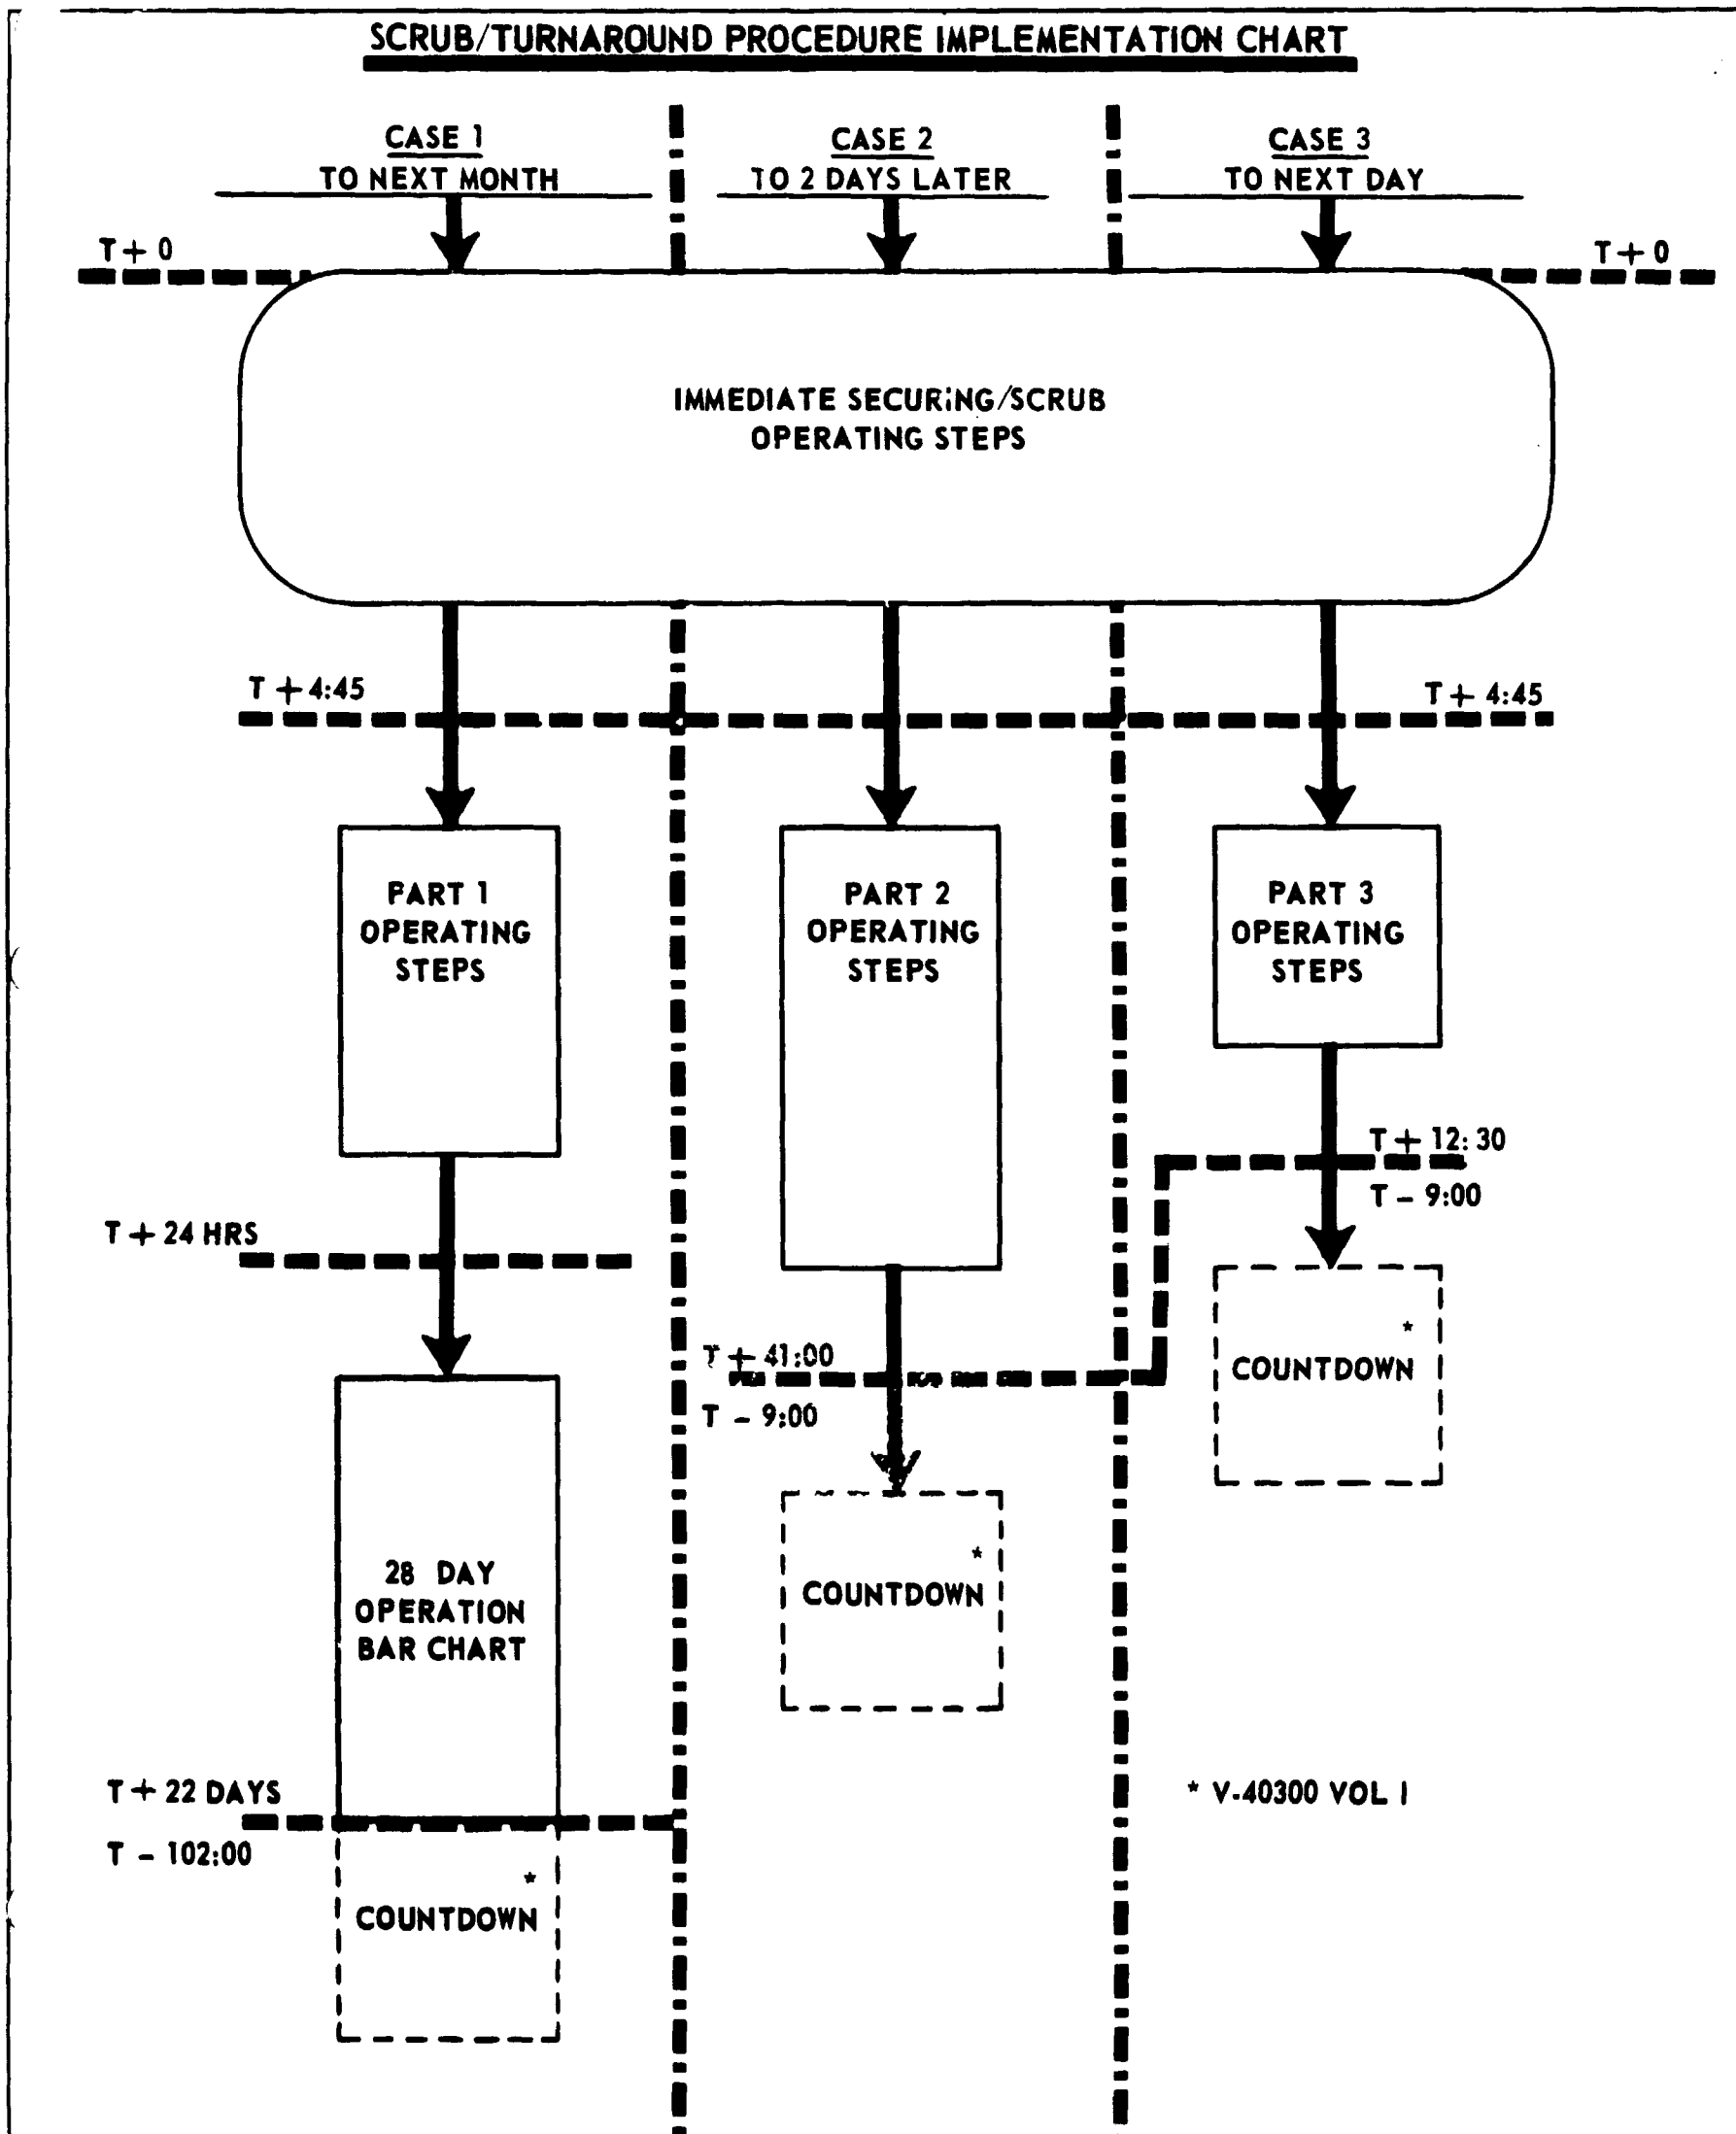 SCRUB/TURNAROUND PROCEDURE IMPLEMENTATION CHART
CASE 1
TO NEXT MONTH
CASE 2
TO 2 DAYS LATER
CASE 3
TO NEXT DAY
T + 0
T + 0
IMMEDIATE SECURING/SCRUB
OPERATING STEPS
T + 4:45
T + 4:45
PART 1
OPERATING
STEPS
PART 2
OPERATING
STEPS
PART 3
OPERATING
STEPS
T + 12:30
T - 9:00
T + 24 HRS
T + 41:00
T - 9:00
*
COUNTDOWN
*
COUNTDOWN
28 DAY
OPERATION
BAR CHART
T + 22 DAYS
T - 102:00
* V-40300 VOL I
*
COUNTDOWN